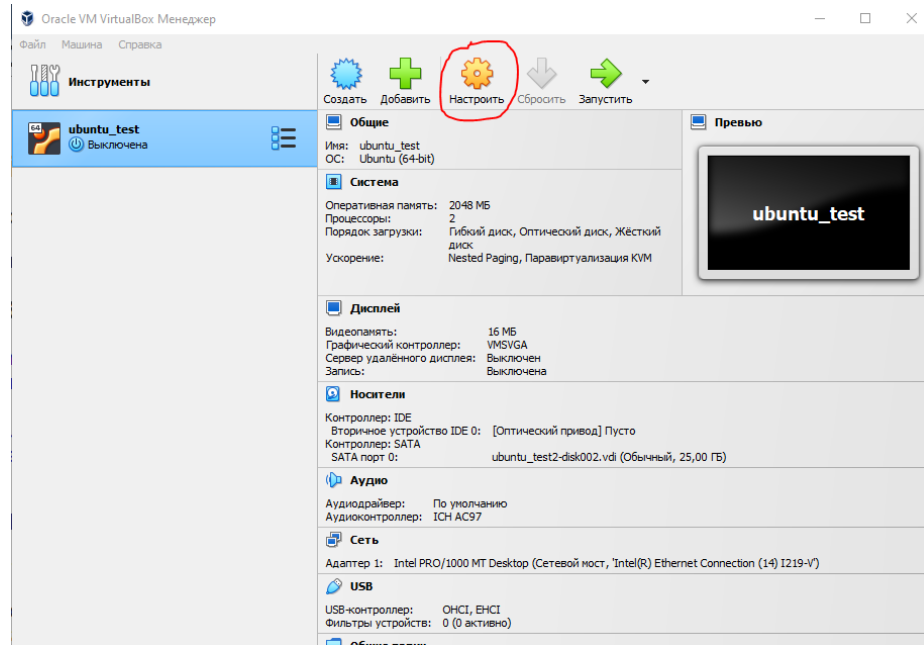 Oracle VM VirtualBox Менеджер
Файл Машина Справка
Инструменты
Создать Добавить Настроить Сбросить Запустить
64 ubuntu_test
Выключена
Общие
Имя: ubuntu_test
ОС: Ubuntu (64-bit)
Превью
ubuntu_test
Система
Оперативная память: 2048 МБ
Процессоры: 2
Порядок загрузки: Гибкий диск, Оптический диск, Жёсткий
диск
Ускорение: Nested Paging, Паравиртуализация KVM
Дисплей
Видеопамять: 16 МБ
Графический контроллер: VMSVGA
Сервер удалённого дисплея: Выключен
Запись: Выключена
Носители
Контроллер: IDE
Вторичное устройство IDE 0: [Оптический привод] Пусто
Контроллер: SATA
SATA порт 0: ubuntu_test2-disk002.vdi (Обычный, 25,00 ГБ)
Аудио
Аудиодрайвер: По умолчанию
Аудиоконтроллер: ICH AC97
Сеть
Адаптер 1: Intel PRO/1000 MT Desktop (Сетевой мост, 'Intel(R) Ethernet Connection (14) I219-V')
USB
USB-контроллер: OHCI, EHCI
Фильтры устройств: 0 (0 активно)